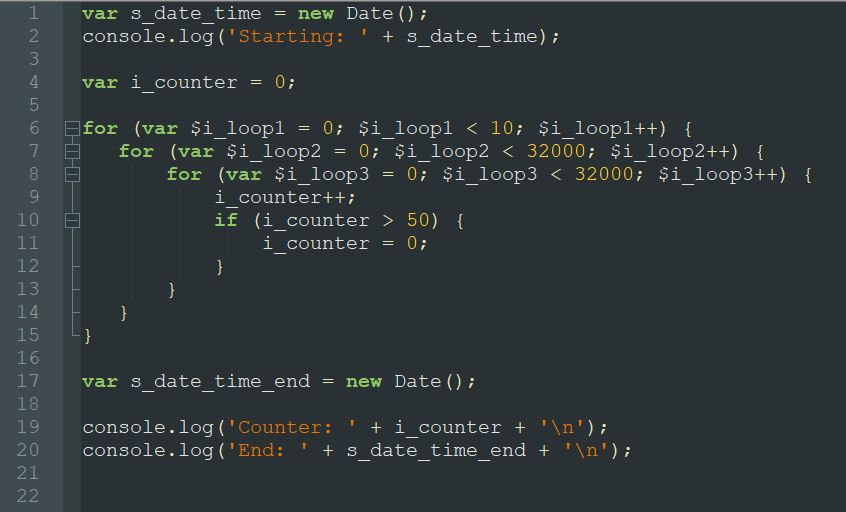 1 var s_date_time = new Date();
2 console.log('Starting: ' + s_date_time);
3
4 var i_counter = 0;
5
6 for (var $i_loop1 = 0; $i_loop1 < 10; $i_loop1++) {
7 for (var $i_loop2 = 0; $i_loop2 < 32000; $i_loop2++) {
8 for (var $i_loop3 = 0; $i_loop3 < 32000; $i_loop3++) {
9 i_counter++;
10 if (i_counter > 50) {
11 i_counter = 0;
12 }
13 }
14 }
15 }
16
17 var s_date_time_end = new Date();
18
19 console.log('Counter: ' + i_counter + '\n');
20 console.log('End: ' + s_date_time_end + '\n');
21
22